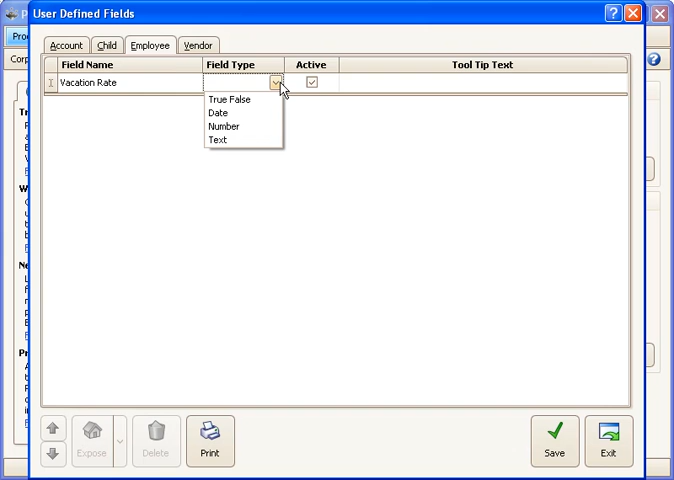 User Defined Fields
Account Child Employee Vendor
Field Name Field Type Active Tool Tip Text
Vacation Rate
True False
Date
Number
Text
Expose Delete Print Save Exit